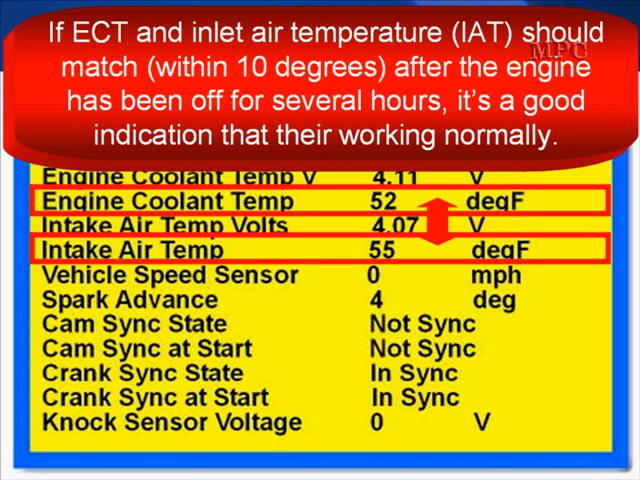 If ECT and inlet air temperature (IAT) should
match (within 10 degrees) after the engine
has been off for several hours, it's a good
indication that their working normally.
MPC
Engine Coolant Temp V 4.11 V
Engine Coolant Temp 52 degF
Intake Air Temp Volts 4.07 V
Intake Air Temp 55 degF
Vehicle Speed Sensor 0 mph
Spark Advance 4 deg
Cam Sync State Not Sync
Cam Sync at Start Not Sync
Crank Sync State In Sync
Crank Sync at Start In Sync
Knock Sensor Voltage 0 V